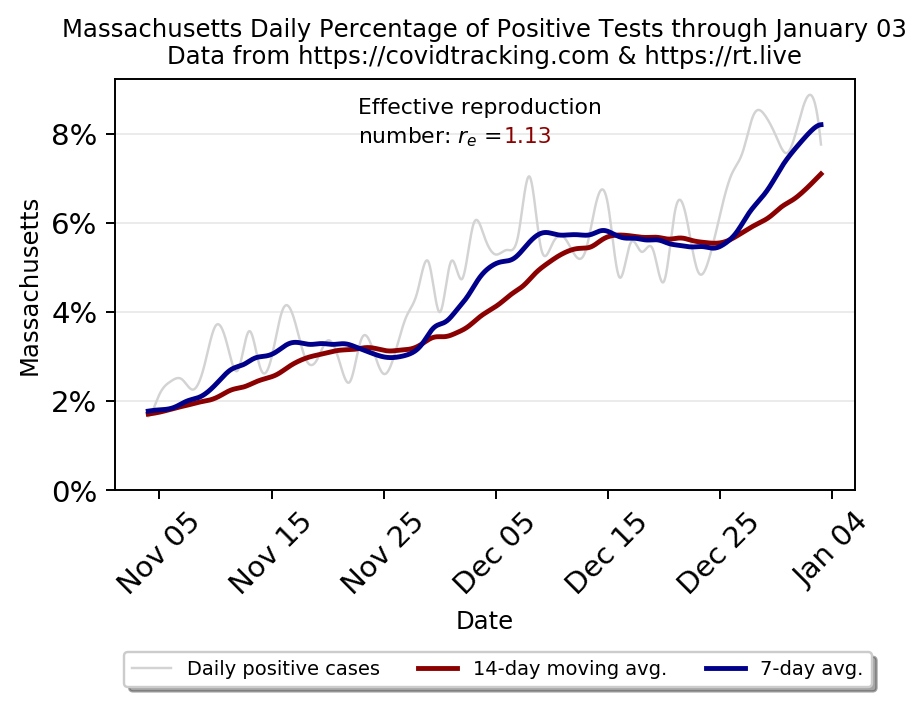 Massachusetts Daily Percentage of Positive Tests through January 03
Data from https://covidtracking.com & https://rt.live
Effective reproduction
number: rₑ =1.13
8%
6%
4%
2%
0%
Massachusetts
Nov 05
Nov 15
Nov 25
Dec 05
Dec 15
Dec 25
Jan 04
Date
Daily positive cases
14-day moving avg.
7-day avg.